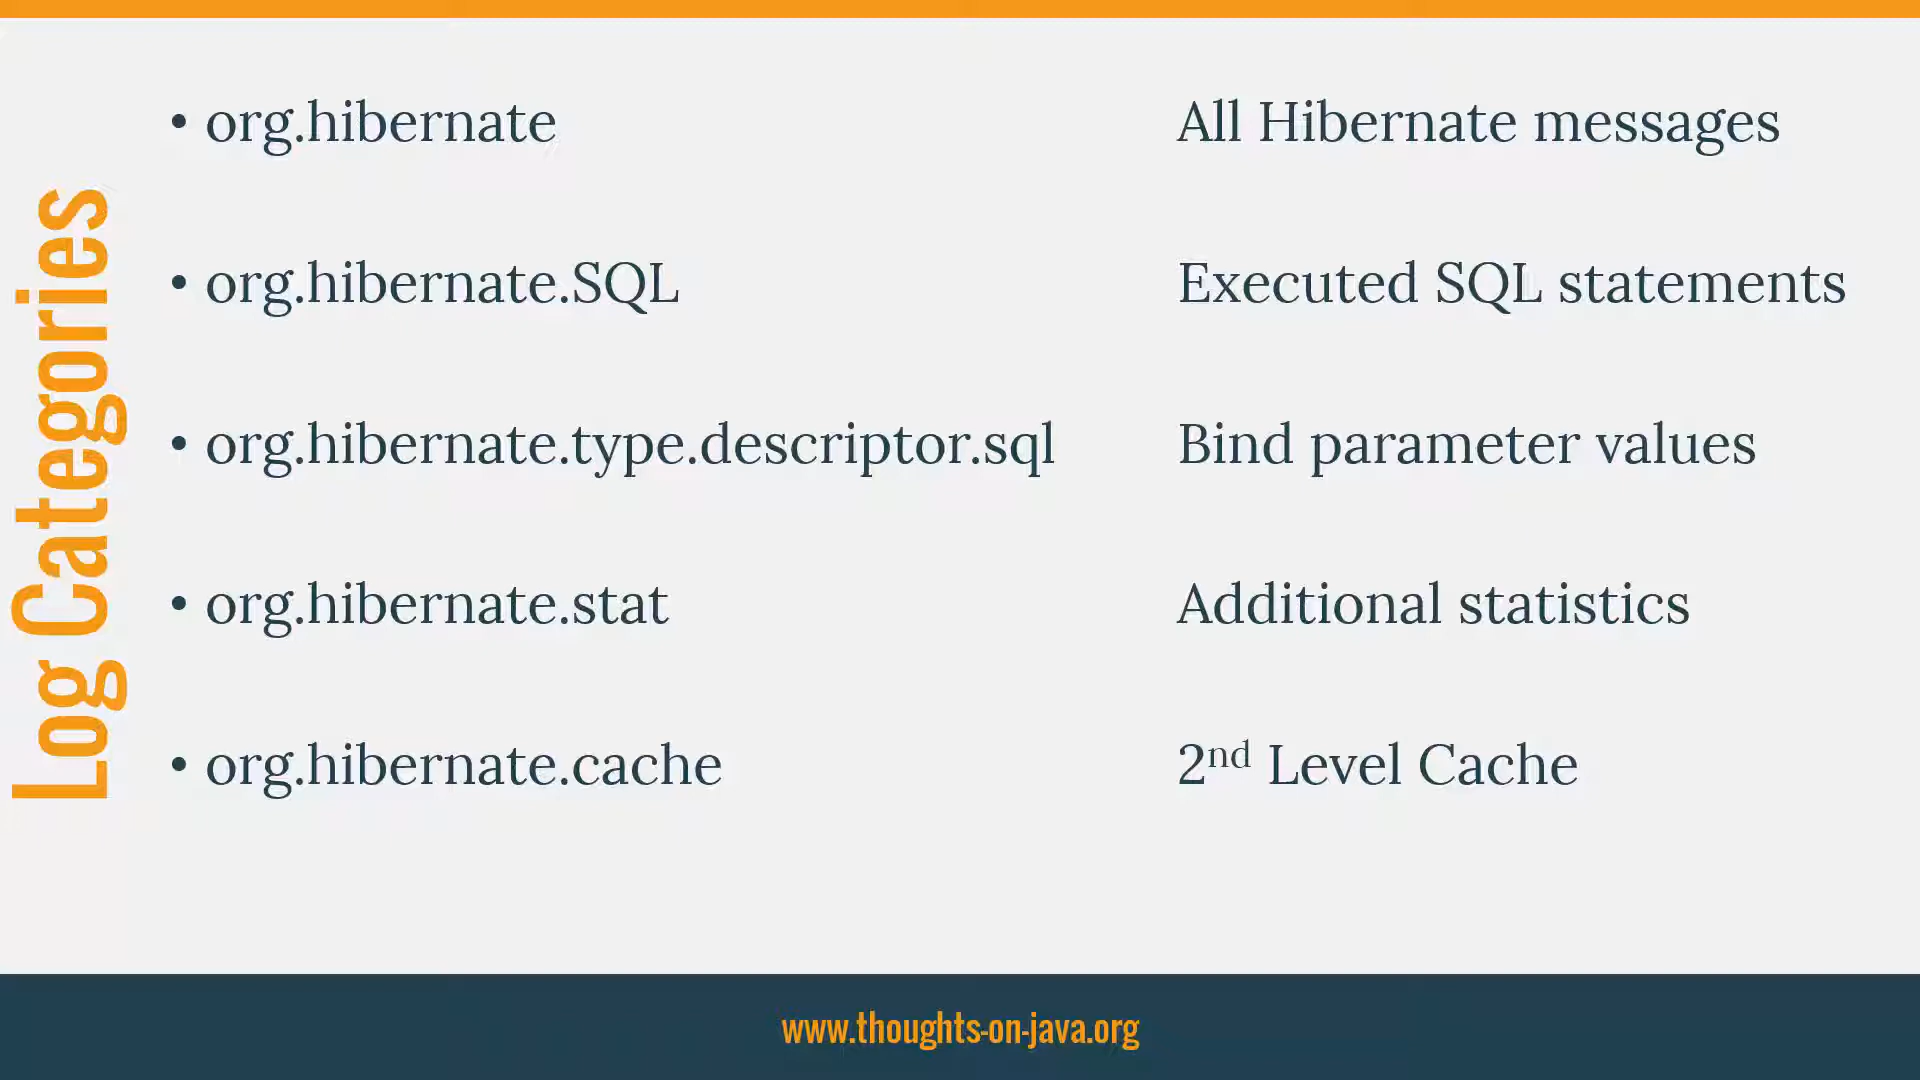 Log Categories
• org.hibernate All Hibernate messages
• org.hibernate.SQL Executed SQL statements
• org.hibernate.type.descriptor.sql Bind parameter values
• org.hibernate.stat Additional statistics
• org.hibernate.cache 2nd Level Cache
www.thoughts-on-java.org